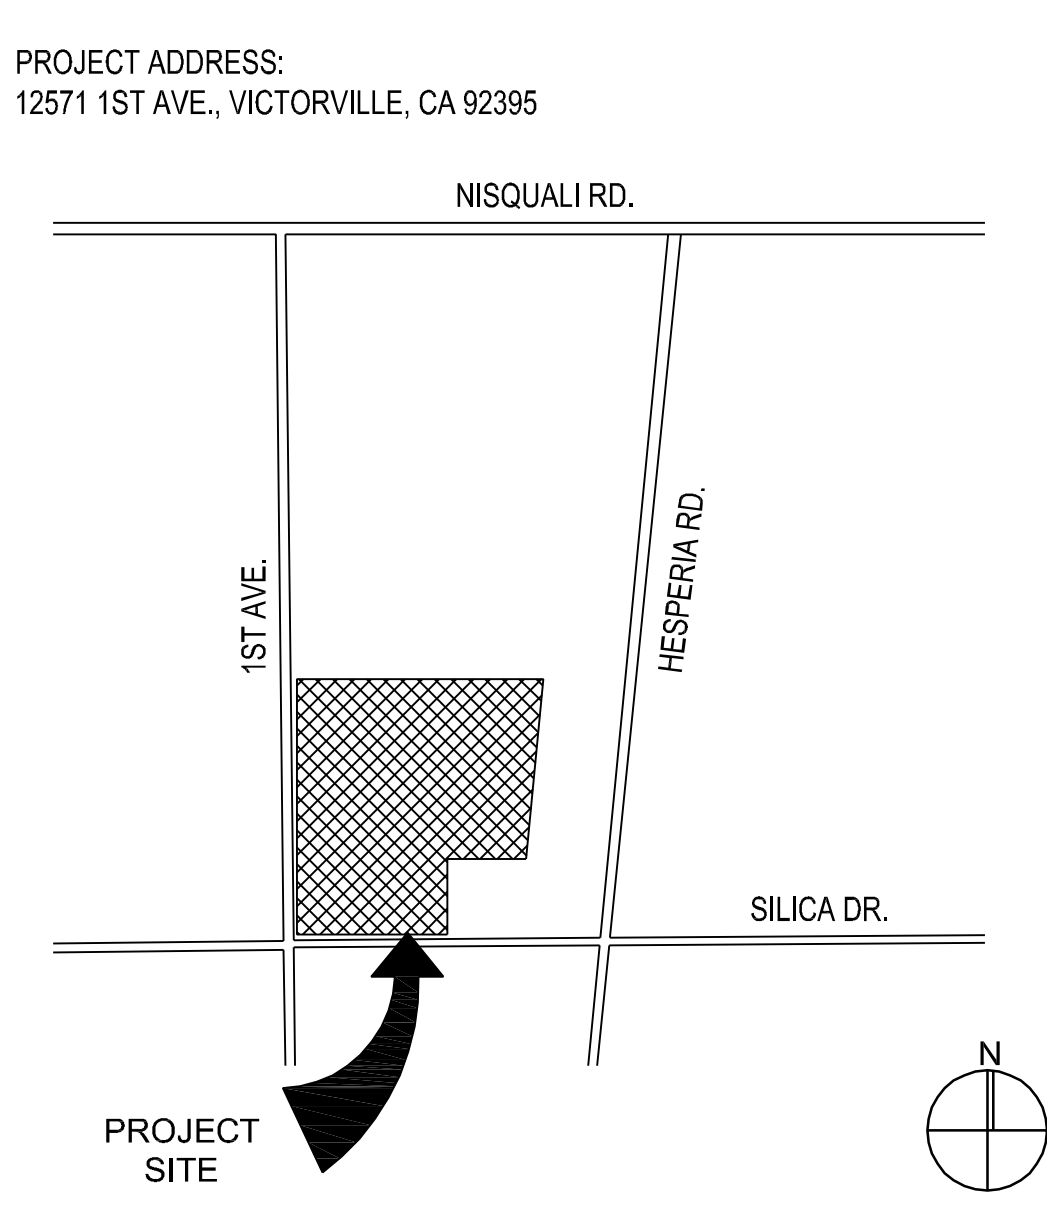 PROJECT ADDRESS:
12571 1ST AVE., VICTORVILLE, CA 92395
NISQUALI RD.
1ST AVE.
HESPERIA RD.
SILICA DR.
N
PROJECT
SITE